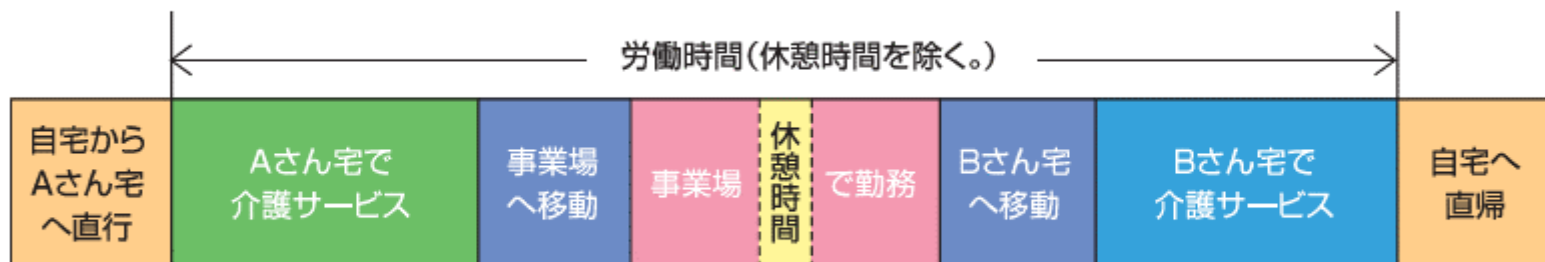 労働時間(休憩時間を除く。)
自宅から
Aさん宅
へ直行
Aさん宅で
介護サービス
事業場
へ移動
事業場
休憩時間
で勤務
Bさん宅
へ移動
Bさん宅で
介護サービス
自宅へ
直帰